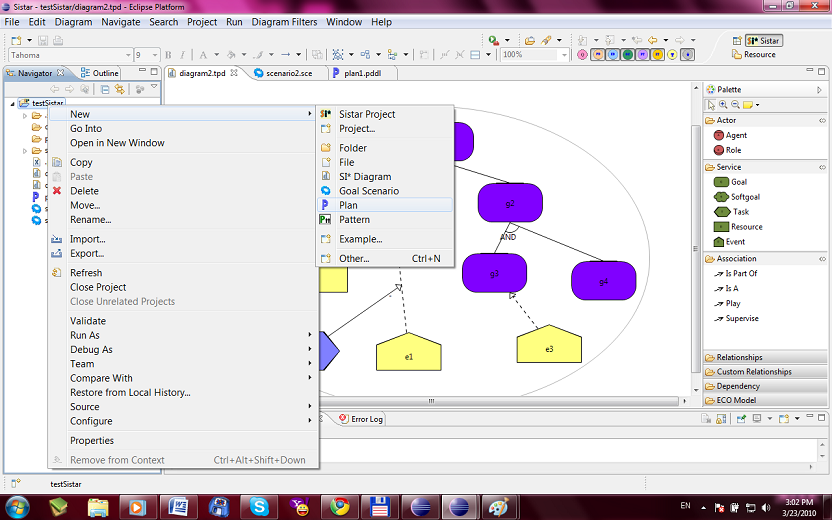 Sistar - testSistar/diagram2.tpd - Eclipse Platform
File Edit Diagram Navigate Search Project Run Diagram Filters Window Help
Tahoma 9 B I A 100% Sistar
Resource
Navigator Outline diagram2.tpd scenario2.sce plan1.pddl
testSistar
New
Go Into
Open in New Window
Copy
Paste
Delete
Move...
Rename...
Import...
Export...
Refresh
Close Project
Close Unrelated Projects
Validate
Run As
Debug As
Team
Compare With
Restore from Local History...
Source
Configure
Properties
Remove from Context Ctrl+Alt+Shift+Down
Sistar Project
Project...
Folder
File
SI* Diagram
Goal Scenario
Plan
Pattern
Example...
Other... Ctrl+N
g2
AND
g3
g4
e1
e3
Palette
Actor
Agent
Role
Service
Goal
Softgoal
Task
Resource
Event
Association
Is Part Of
Is A
Play
Supervise
Relationships
Custom Relationships
Dependency
ECO Model
Error Log
testSistar
EN
3:02 PM
3/23/2010